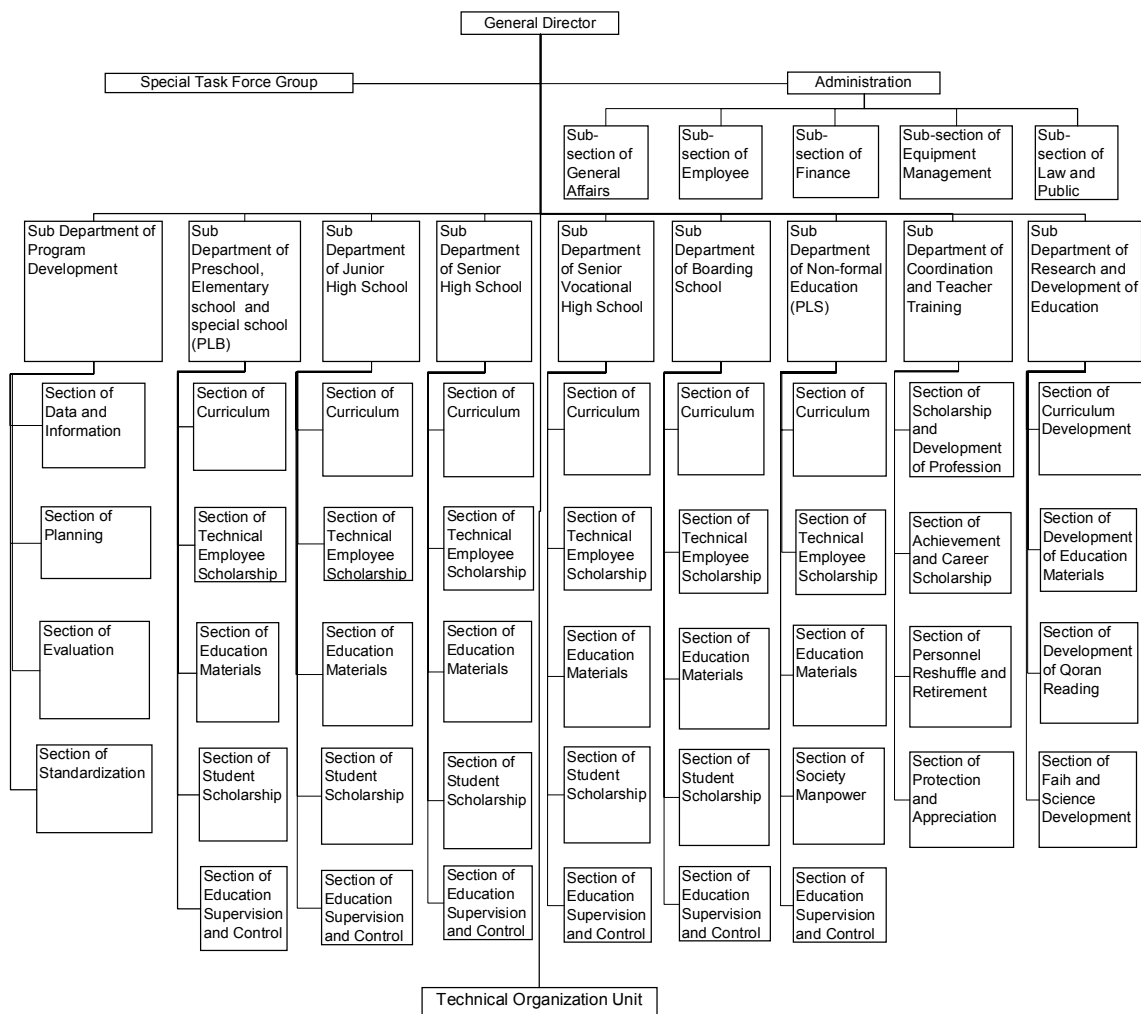 General Director
Special Task Force Group
Administration
Sub-
section of
General
Affairs
Sub-
section of
Employee
Sub-
section of
Finance
Sub-section of
Equipment
Management
Sub-
section of
Law and
Public
Sub Department of
Program
Development
Sub
Department of
Preschool,
Elementary
school and
special school
(PLB)
Sub
Department
of Junior
High School
Sub
Department
of Senior
High School
Sub
Department
of Senior
Vocational
High School
Sub
Department
of Boarding
School
Sub
Department
of Non-formal
Education
(PLS)
Sub
Department of
Coordination
and Teacher
Training
Sub
Department of
Research and
Development of
Education
Section of
Data and
Information
Section of
Curriculum
Section of
Curriculum
Section of
Curriculum
Section of
Curriculum
Section of
Curriculum
Section of
Curriculum
Section of
Scholarship
and
Development
of Profession
Section of
Curriculum
Development
Section of
Planning
Section of
Technical
Employee
Scholarship
Section of
Technical
Employee
Scholarship
Section of
Technical
Employee
Scholarship
Section of
Technical
Employee
Scholarship
Section of
Technical
Employee
Scholarship
Section of
Technical
Employee
Scholarship
Section of
Achievement
and Career
Scholarship
Section of
Development
of Education
Materials
Section of
Evaluation
Section of
Education
Materials
Section of
Education
Materials
Section of
Education
Materials
Section of
Education
Materials
Section of
Education
Materials
Section of
Education
Materials
Section of
Personnel
Reshuffle and
Retirement
Section of
Development
of Qoran
Reading
Section of
Standardization
Section of
Student
Scholarship
Section of
Student
Scholarship
Section of
Student
Scholarship
Section of
Student
Scholarship
Section of
Student
Scholarship
Section of
Society
Manpower
Section of
Protection
and
Appreciation
Section of
Faih and
Science
Development
Section of
Education
Supervision
and Control
Section of
Education
Supervision
and Control
Section of
Education
Supervision
and Control
Section of
Education
Supervision
and Control
Section of
Education
Supervision
and Control
Section of
Education
Supervision
and Control
Technical Organization Unit